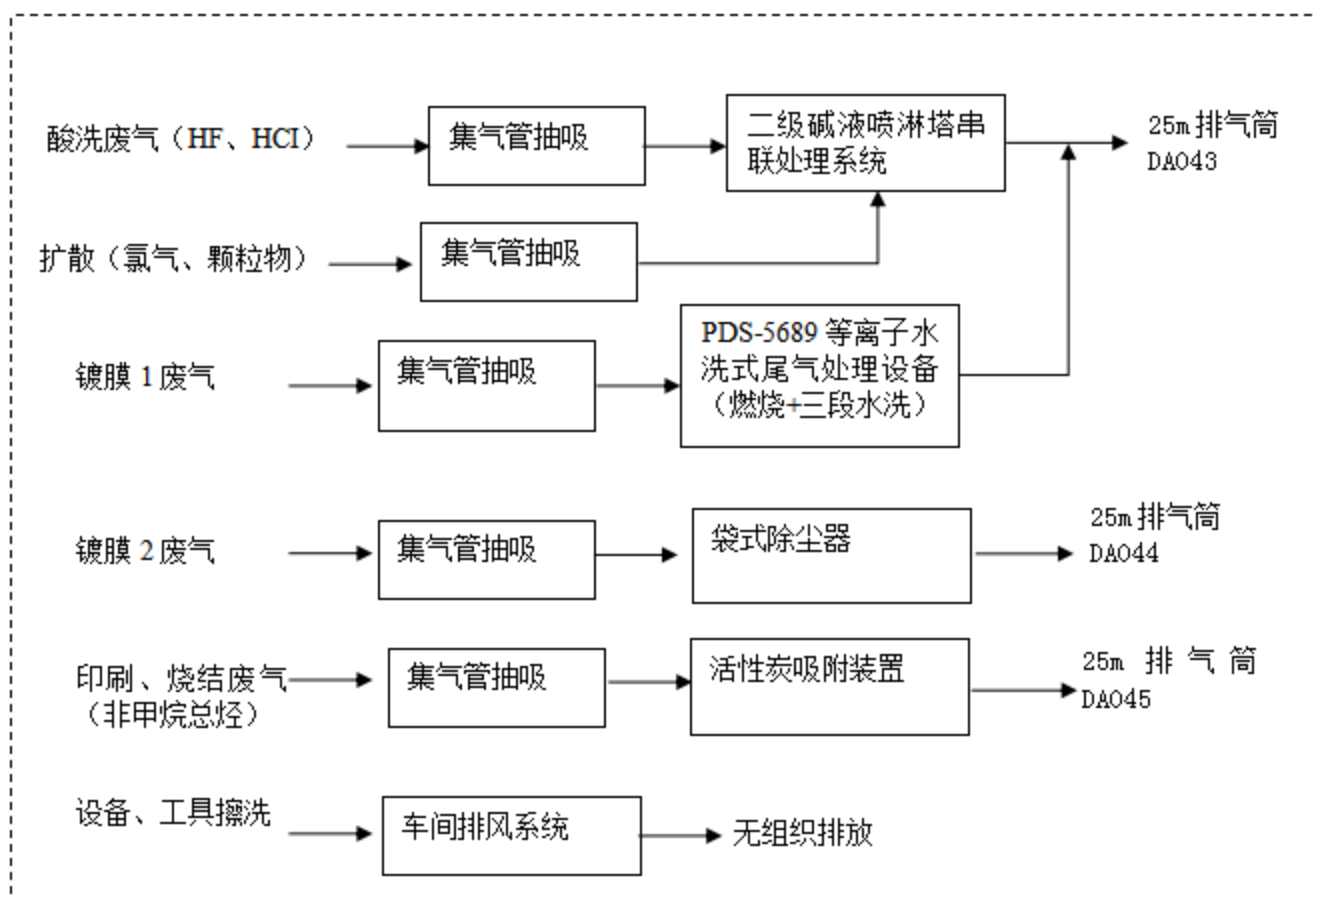 酸洗废气（HF、HCl）
集气管抽吸
二级碱液喷淋塔串
联处理系统
25m 排气筒
DA043
扩散（氯气、颗粒物）
集气管抽吸
镀膜 1 废气
集气管抽吸
PDS-5689 等离子水
洗式尾气处理设备
（燃烧+三段水洗）
镀膜 2 废气
集气管抽吸
袋式除尘器
25m 排气筒
DA044
印刷、烧结废气
（非甲烷总烃）
集气管抽吸
活性炭吸附装置
25m 排 气 筒
DA045
设备、工具擦洗
车间排风系统
无组织排放